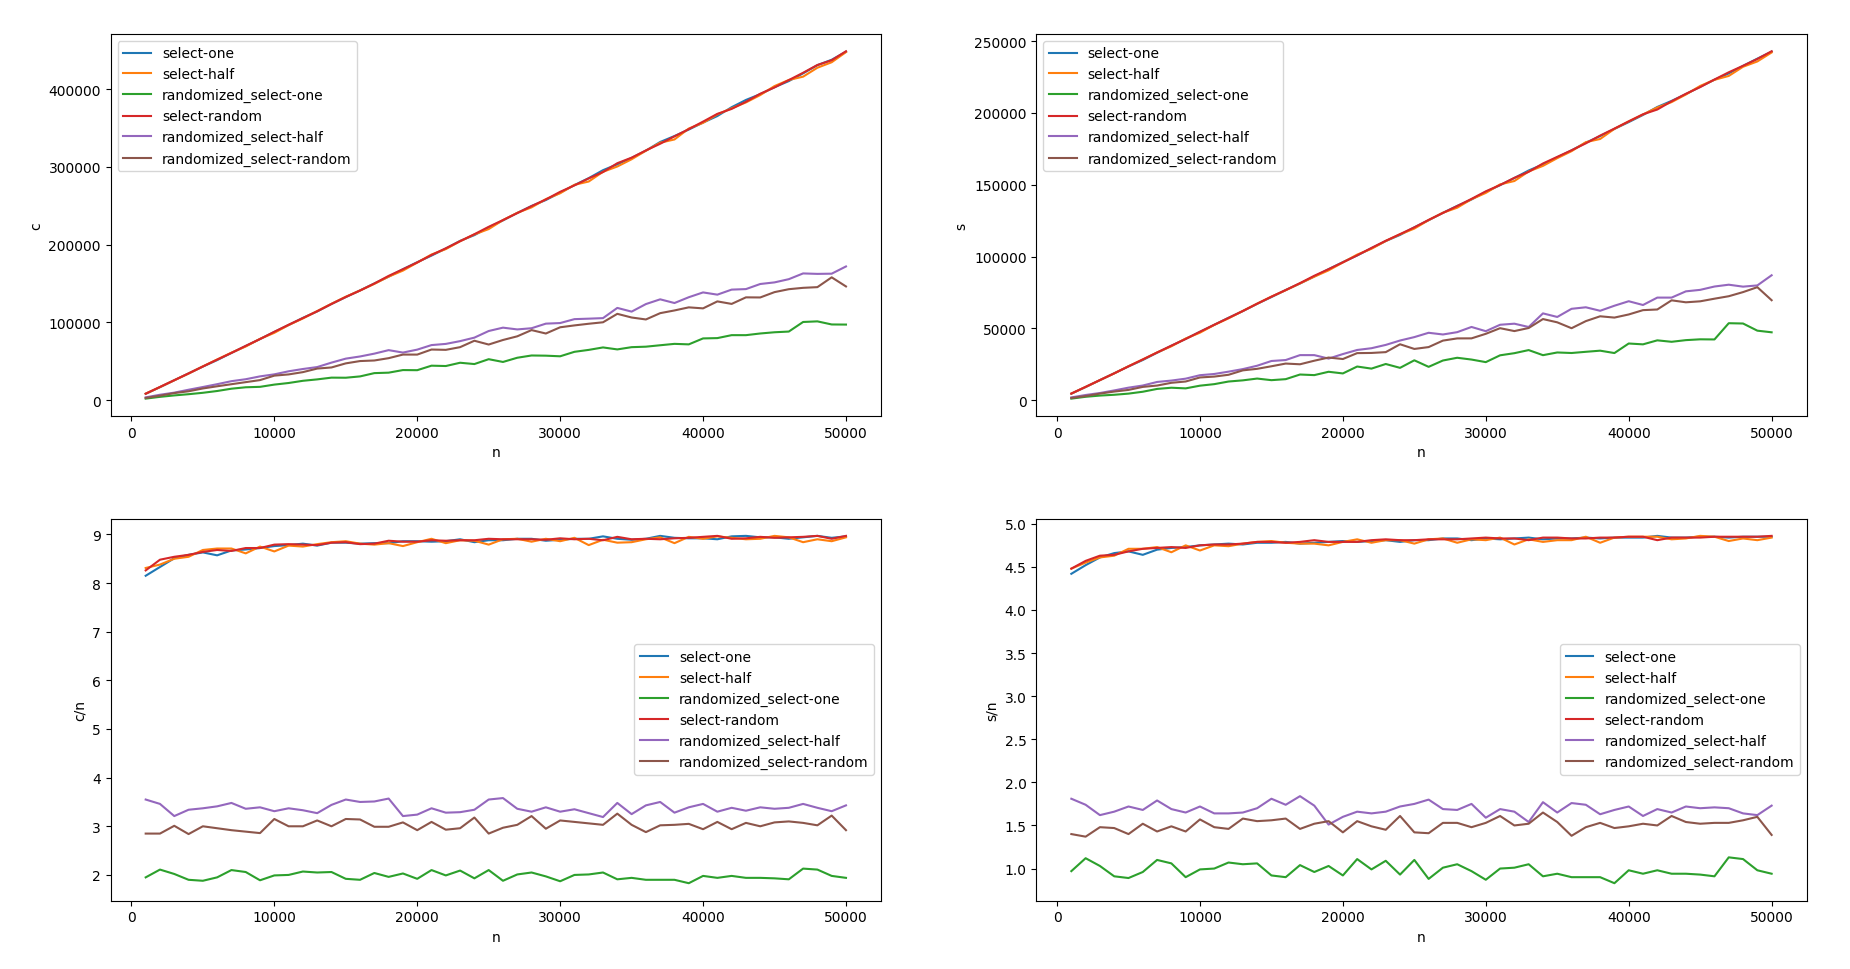 select-one
select-half
randomized_select-one
select-random
randomized_select-half
randomized_select-random
400000
300000
200000
100000
0
c
0 10000 20000 30000 40000 50000
n
select-one
select-half
randomized_select-one
select-random
randomized_select-half
randomized_select-random
250000
200000
150000
100000
50000
0
s
0 10000 20000 30000 40000 50000
n
9
8
7
6
5
4
3
2
c/n
select-one
select-half
randomized_select-one
select-random
randomized_select-half
randomized_select-random
0 10000 20000 30000 40000 50000
n
5.0
4.5
4.0
3.5
3.0
2.5
2.0
1.5
1.0
s/n
select-one
select-half
randomized_select-one
select-random
randomized_select-half
randomized_select-random
0 10000 20000 30000 40000 50000
n